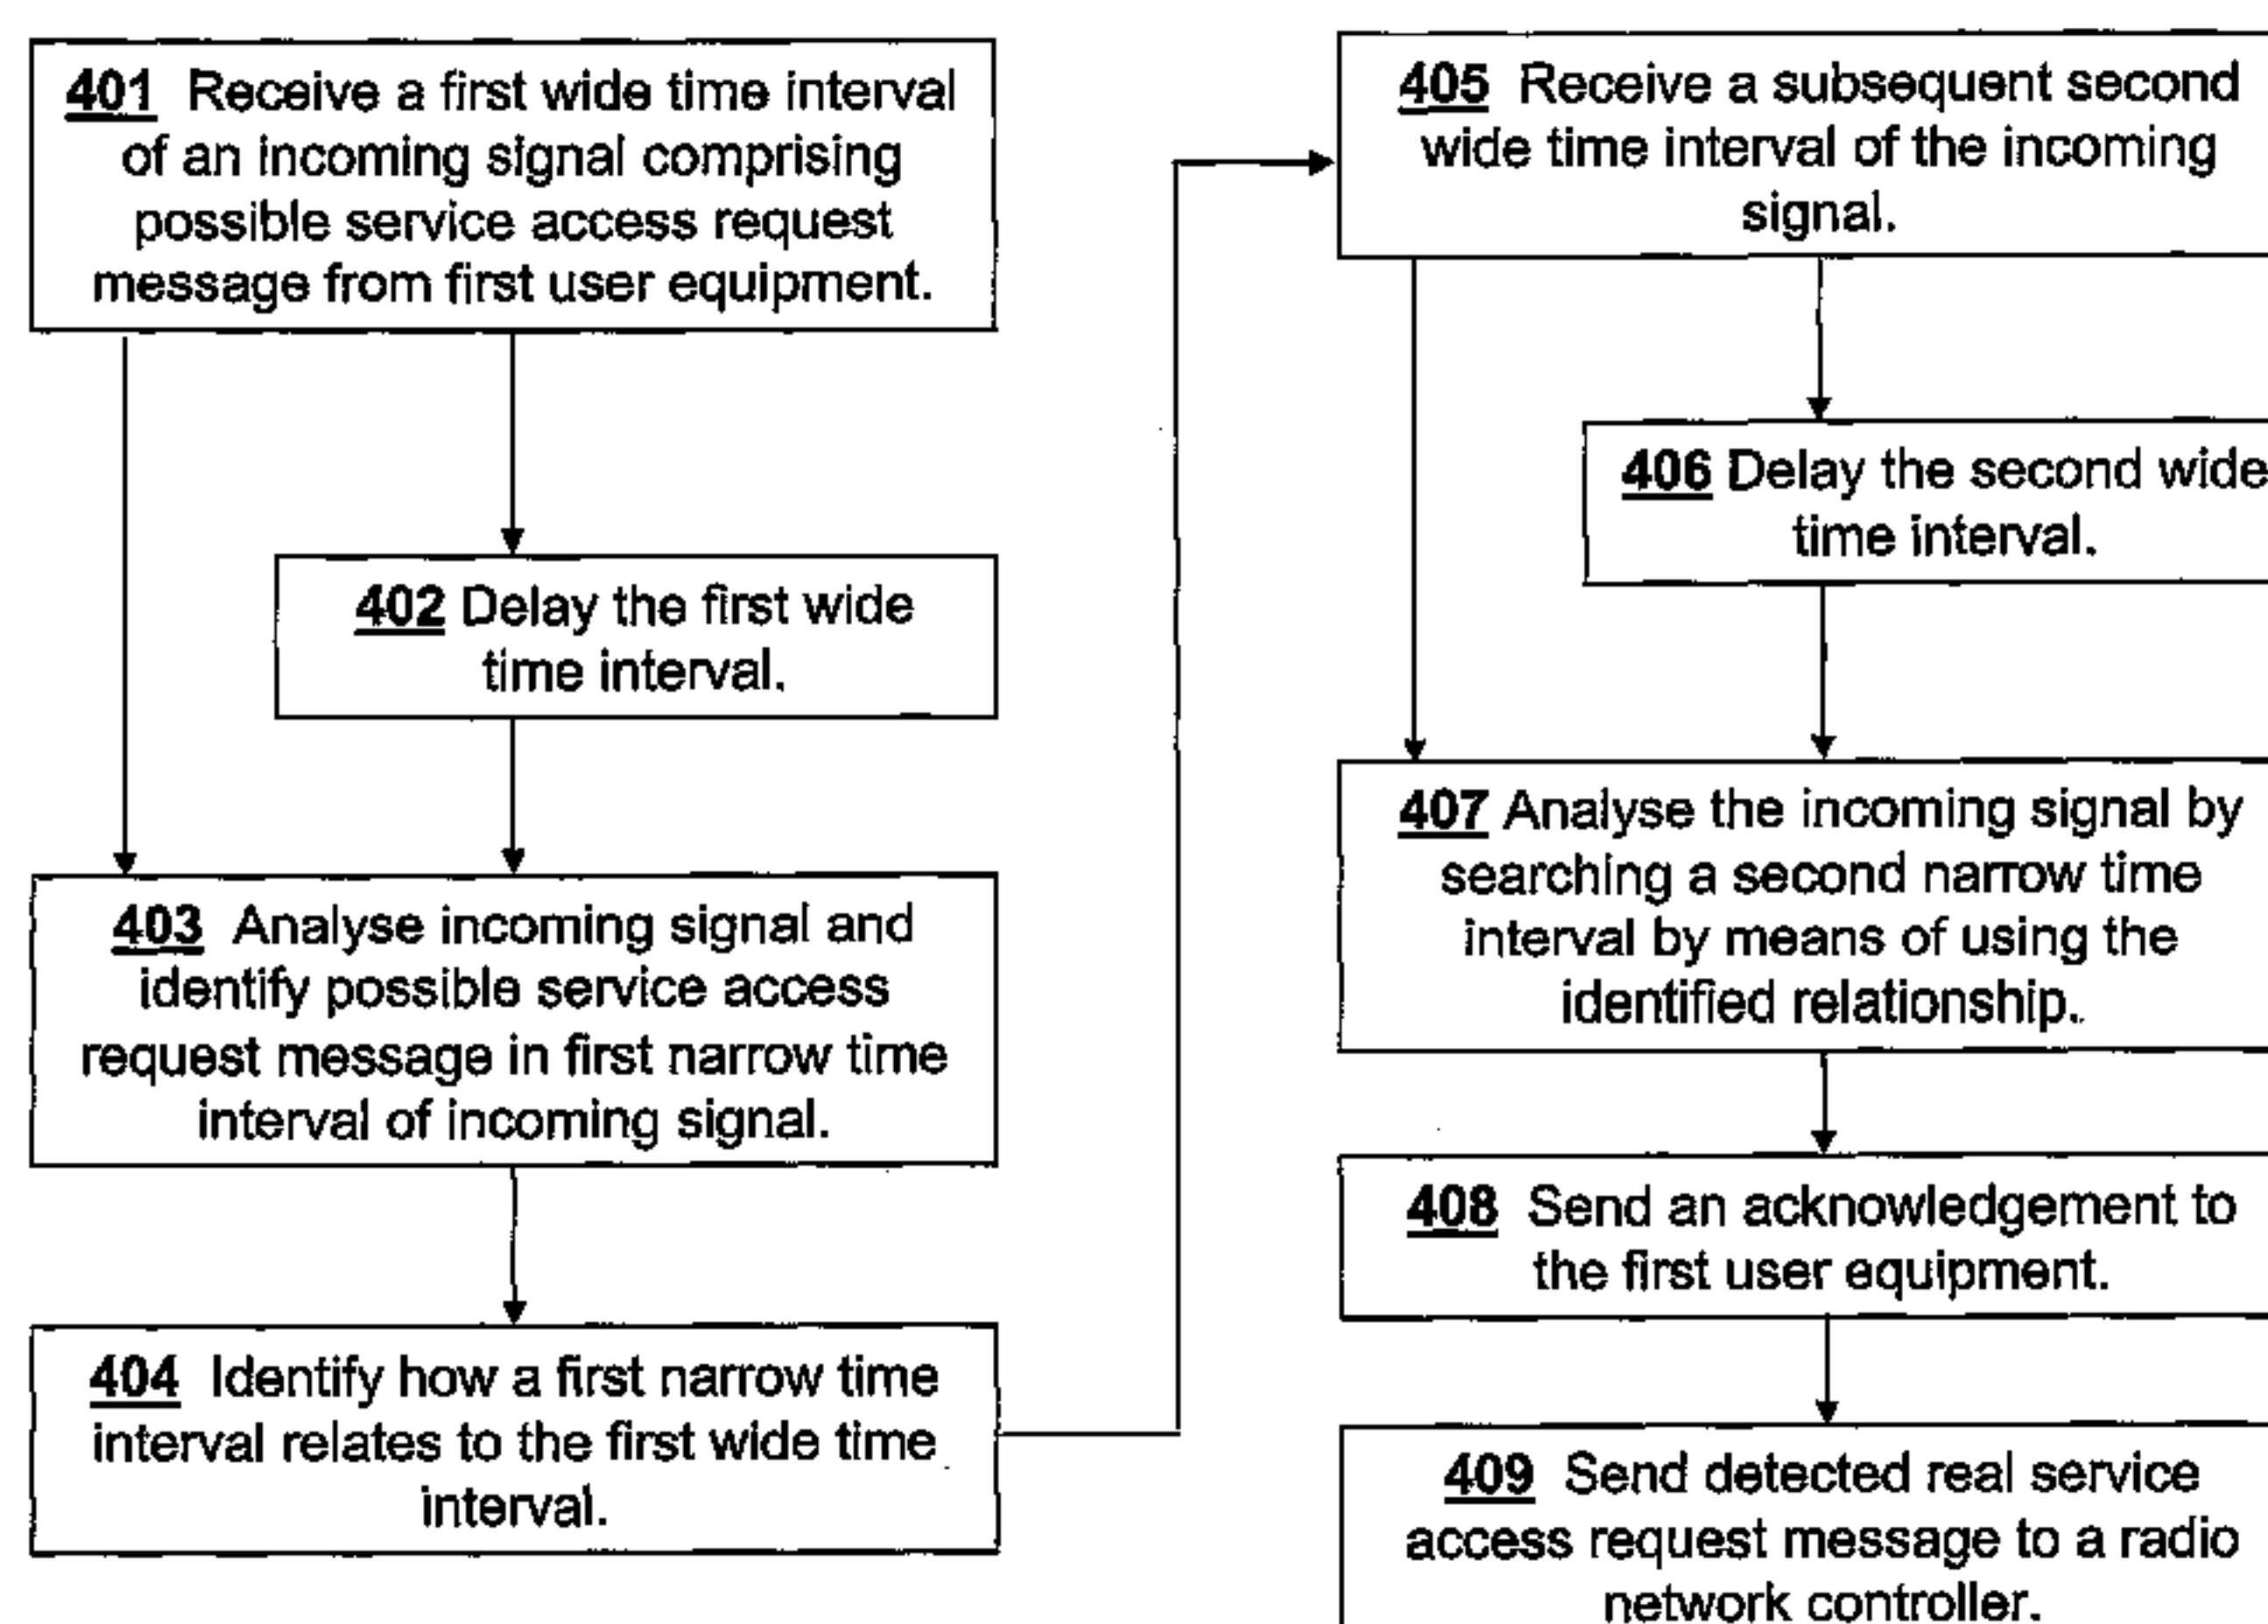 401 Receive a first wide time interval
of an incoming signal comprising
possible service access request
message from first user equipment.
402 Delay the first wide
time interval.
403 Analyse incoming signal and
identify possible service access
request message in first narrow time
interval of incoming signal.
404 Identify how a first narrow time
interval relates to the first wide time
interval.
405 Receive a subsequent second
wide time interval of the incoming
signal.
406 Delay the second wide
time interval.
407 Analyse the incoming signal by
searching a second narrow time
interval by means of using the
identified relationship.
408 Send an acknowledgement to
the first user equipment.
409 Send detected real service
access request message to a radio
network controller.